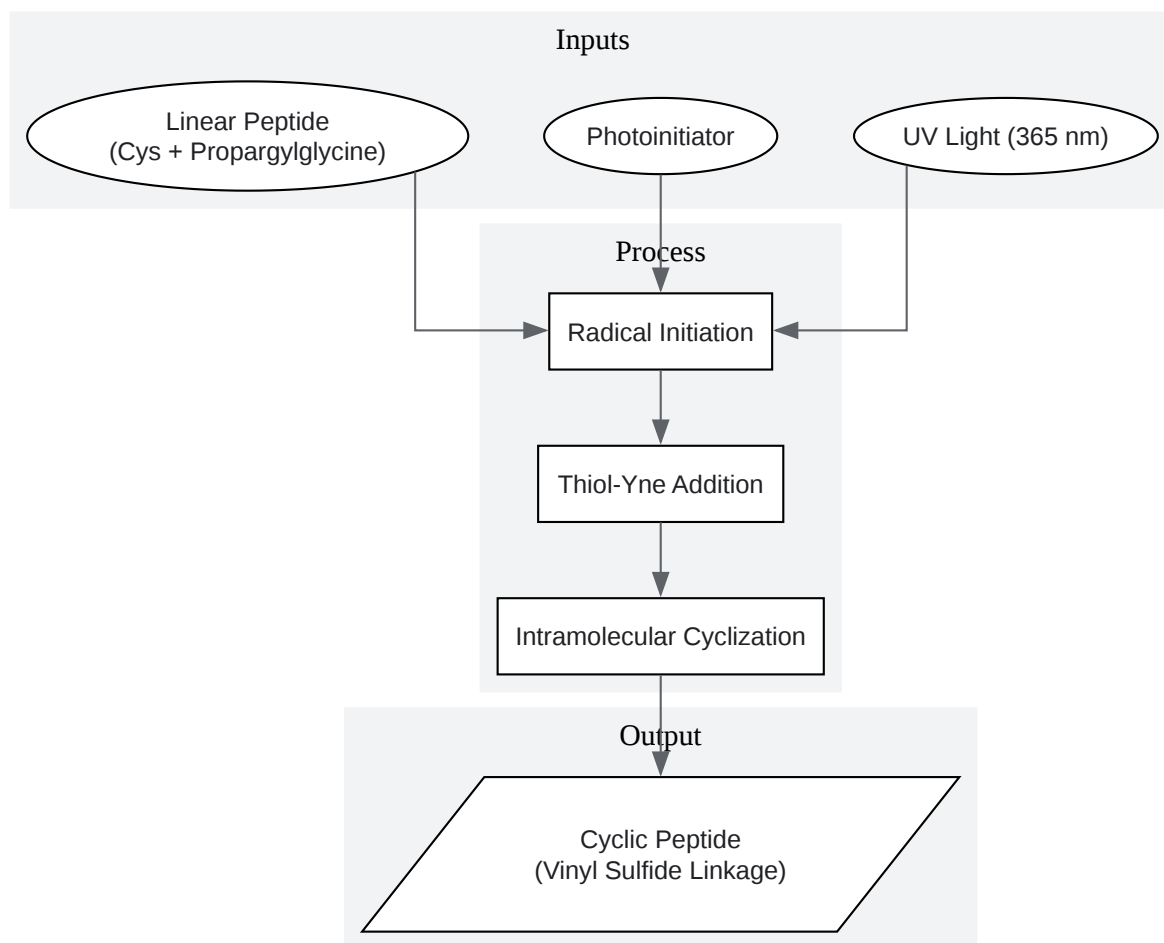 Inputs
Linear Peptide
(Cys + Propargylglycine)
Photoinitiator
UV Light (365 nm)
Process
Radical Initiation
Thiol-Yne Addition
Intramolecular Cyclization
Output
Cyclic Peptide
(Vinyl Sulfide Linkage)